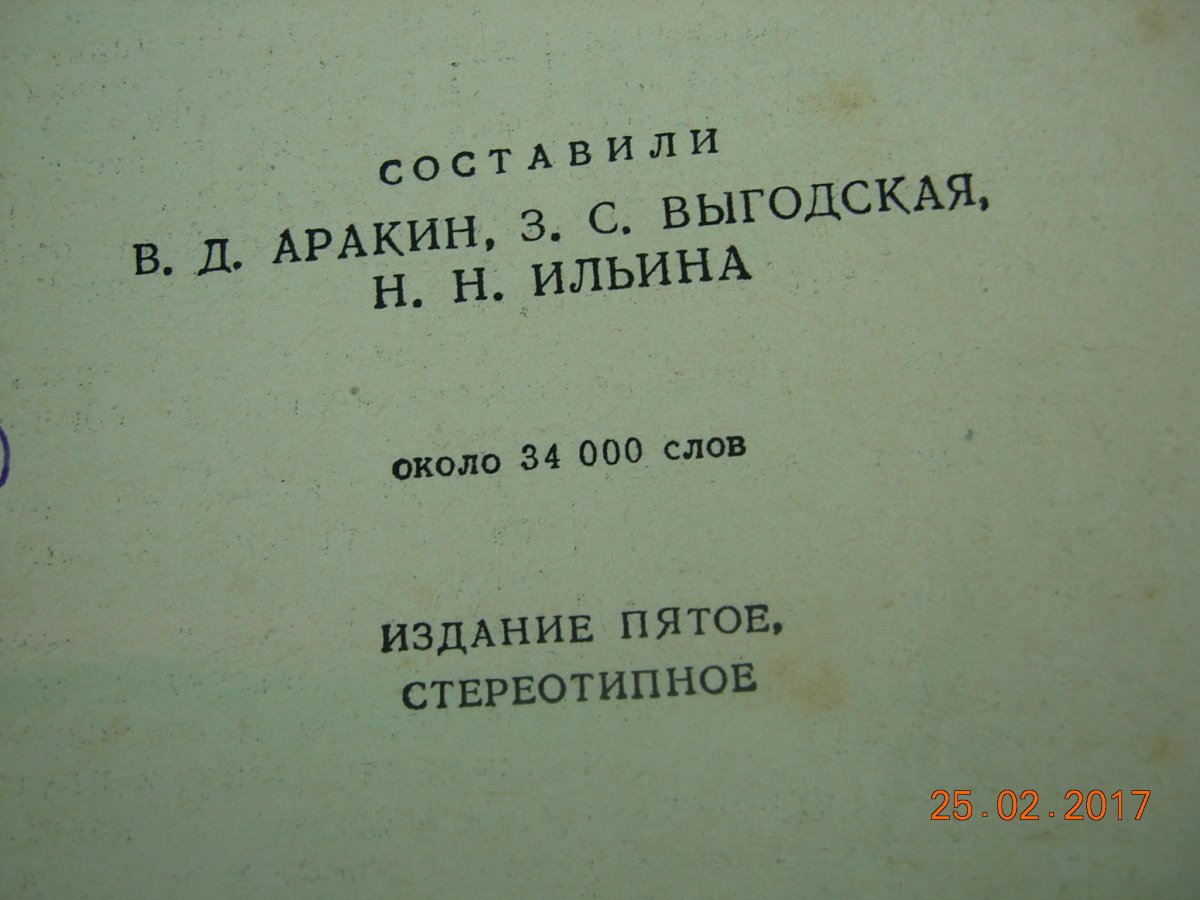 СОСТАВИЛИ
В. Д. АРАКИН, З. С. ВЫГОДСКАЯ,
Н. Н. ИЛЬИНА
около 34 000 слов
ИЗДАНИЕ ПЯТОЕ,
СТЕРЕОТИПНОЕ
25.02.2017